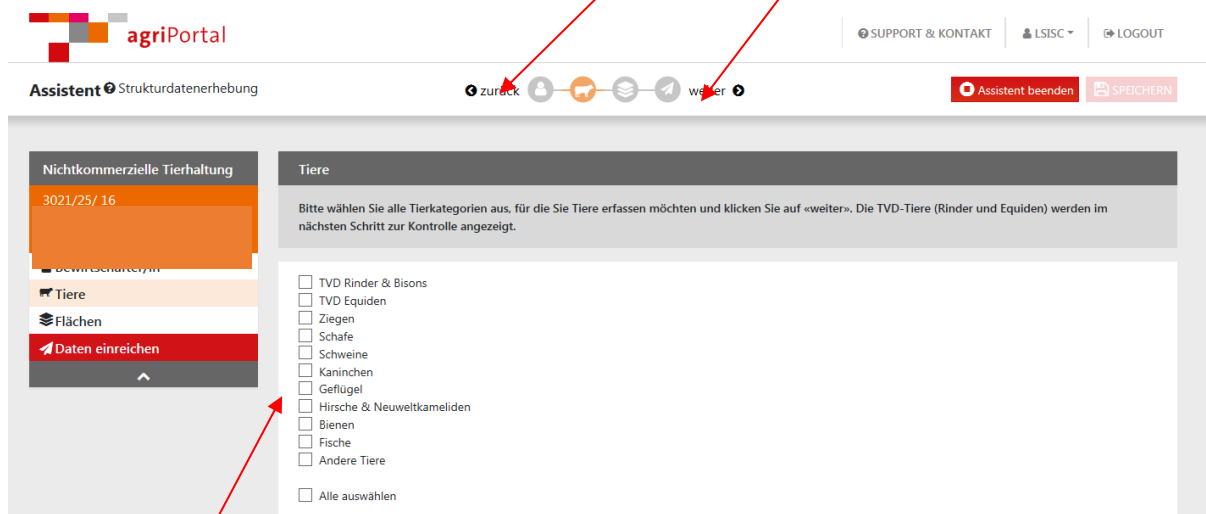 agriPortal
SUPPORT & KONTAKT
LSISC
LOGOUT
Assistent Strukturdatenerhebung
zurück
weiter
Assistent beenden
SPEICHERN
Nichtkommerzielle Tierhaltung
3021/25/ 16
Bewirtschafter/in
Tiere
Flächen
Daten einreichen
Tiere
Bitte wählen Sie alle Tierkategorien aus, für die Sie Tiere erfassen möchten und klicken Sie auf «weiter». Die TVD-Tiere (Rinder und Equiden) werden im
nächsten Schritt zur Kontrolle angezeigt.
TVD Rinder & Bisons
TVD Equiden
Ziegen
Schafe
Schweine
Kaninchen
Geflügel
Hirsche & Neuweltkameliden
Bienen
Fische
Andere Tiere
Alle auswählen